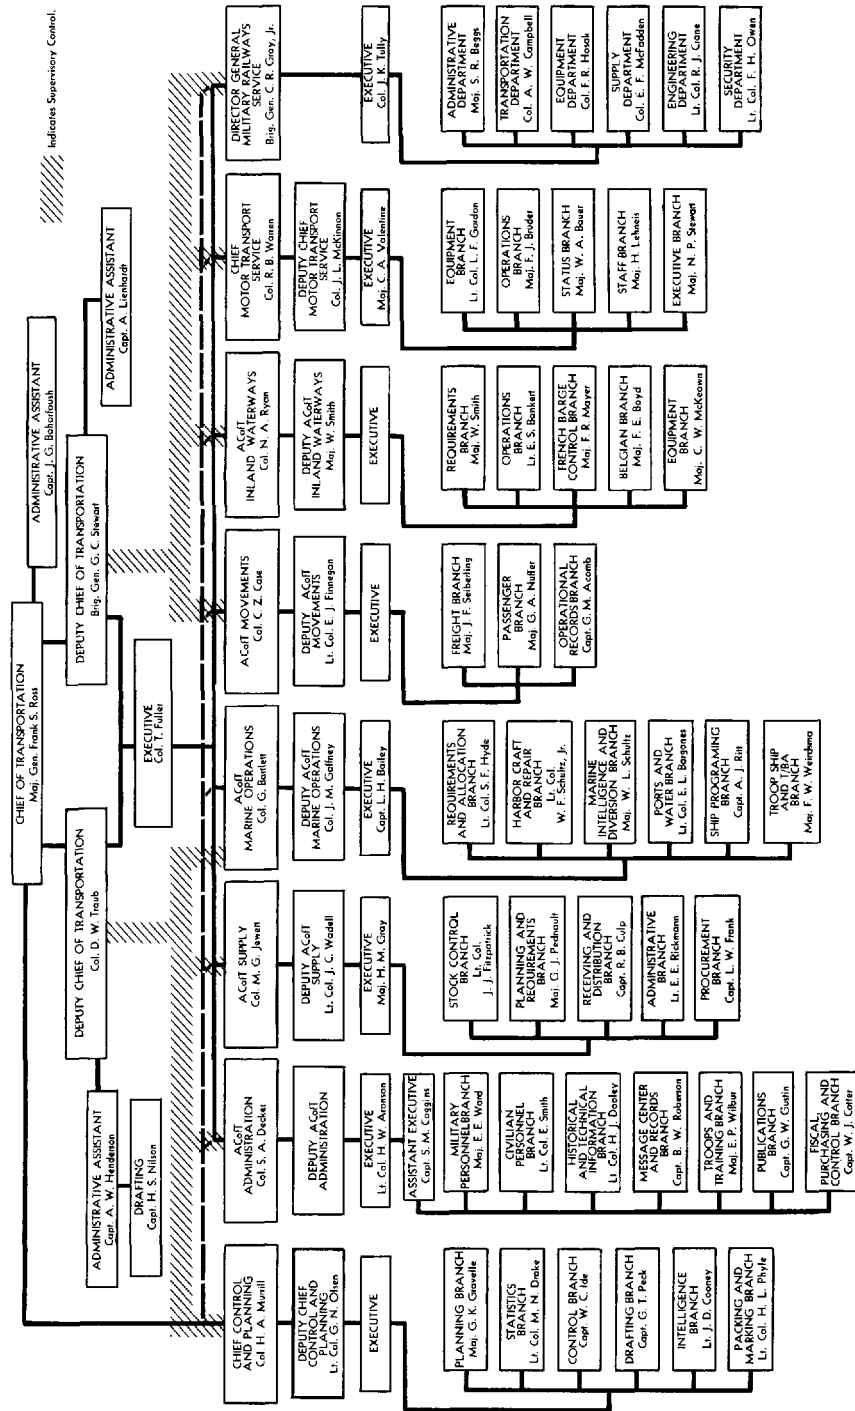 Indicates Supervisory Control.
CHIEF OF TRANSPORTATION
Maj. Gen. Frank S. Ross
ADMINISTRATIVE ASSISTANT
Capt. J. G. Boharfoush
DEPUTY CHIEF OF TRANSPORTATION
Col. D. W. Traub
DEPUTY CHIEF OF TRANSPORTATION
Brig. Gen. G. C. Stewart
ADMINISTRATIVE ASSISTANT
Capt. A. W. Henderson
DRAFTING
Capt. H. S. Nilson
EXECUTIVE
Col. T. Fuller
ADMINISTRATIVE ASSISTANT
Capt. A. Lienhardt
CHIEF CONTROL
AND PLANNING
Col. H. A. Murrill
DEPUTY CHIEF
CONTROL AND
PLANNING
Lt. Col. G. N. Olsen
EXECUTIVE
PLANNING BRANCH
Maj. G. K. Gravelle
STATISTICS
BRANCH
Lt. Col. M. N. Drake
CONTROL BRANCH
Capt. W. C. Ide
DRAFTING BRANCH
Capt. G. T. Peck
INTELLIGENCE
BRANCH
Lt. J. D. Cooney
PACKING AND
MARKING BRANCH
Lt. Col. H. L. Phyle
ACofT
ADMINISTRATION
Col. S. A. Decker
DEPUTY ACofT
ADMINISTRATION
EXECUTIVE
Lt. Col. H. W. Aronson
ASSISTANT EXECUTIVE
Capt. S. M. Coggins
MILITARY
PERSONNEL BRANCH
Maj. E. E. Ward
CIVILIAN
PERSONNEL
BRANCH
Lt. Col. E. Smith
HISTORICAL
AND TECHNICAL
INFORMATION
BRANCH
Lt. Col. H. J. Dooley
MESSAGE CENTER
AND RECORDS
BRANCH
Capt. B. W. Roberson
TROOPS AND
TRAINING BRANCH
Maj. E. P. Wilbur
PUBLICATIONS
BRANCH
Capt. G. W. Gustin
FISCAL
PURCHASING AND
CONTROL BRANCH
Capt. W. J. Cotter
ACofT SUPPLY
Col. M. G. Jewett
DEPUTY ACofT
SUPPLY
Lt. Col. J. C. Wadell
EXECUTIVE
Maj. H. M. Gray
STOCK CONTROL
BRANCH
Lt. Col.
J. J. Fitzpatrick
PLANNING AND
REQUIREMENTS
BRANCH
Maj. G. J. Pednault
RECEIVING AND
DISTRIBUTION
BRANCH
Capt. R. B. Culp
ADMINISTRATIVE
BRANCH
Lt. E. E. Rickmann
PROCUREMENT
BRANCH
Capt. L. W. Frank
ACofT
MARINE OPERATIONS
Col. G. Bartlett
DEPUTY ACofT
MARINE OPERATIONS
Col. J. M. Gaffney
EXECUTIVE
Capt. L. H. Bailey
REQUIREMENTS
AND ALLOCATION
BRANCH
Lt. Col. S. F. Hyde
HARBOR CRAFT
AND REPAIR
BRANCH
Lt. Col.
W. F. Schultz, Jr.
MARINE
INTELLIGENCE AND
DIVERSION BRANCH
Maj. W. L. Schultz
PORTS AND
WATER BRANCH
Lt. Col. E. L. Bargones
SHIP PROGRAMING
BRANCH
Capt. A. J. Ritt
TROOP SHIP
AND T/BA
BRANCH
Maj. F. W. Weirdsma
ACofT MOVEMENTS
Col. C. Z. Case
DEPUTY ACofT
MOVEMENTS
Lt. Col. E. J. Finnegan
EXECUTIVE
FREIGHT BRANCH
Maj. J. F. Seiberling
PASSENGER
BRANCH
Maj. G. A. Nuffer
OPERATIONAL
RECORDS BRANCH
Capt. G. M. Acomb
ACofT
INLAND WATERWAYS
Col. N. A. Ryan
DEPUTY ACofT
INLAND WATERWAYS
Maj. W. Smith
EXECUTIVE
REQUIREMENTS
BRANCH
Maj. W. Smith
OPERATIONS
BRANCH
Lt. E. S. Bankert
FRENCH BARGE
CONTROL BRANCH
Maj. F. R. Mayer
BELGIAN BRANCH
Maj. F. E. Boyd
EQUIPMENT
BRANCH
Maj. C. W. McKeown
CHIEF
MOTOR TRANSPORT
SERVICE
Col. R. B. Warren
DEPUTY CHIEF
MOTOR TRANSPORT
SERVICE
Col. J. L. McKinnon
EXECUTIVE
Maj. C. A. Valentine
EQUIPMENT
BRANCH
Lt. Col. L. F. Gordon
OPERATIONS
BRANCH
Maj. F. J. Bruder
STATUS BRANCH
Maj. W. A. Bauer
STAFF BRANCH
Maj. H. Lehneis
EXECUTIVE BRANCH
Maj. N. P. Stewart
DIRECTOR GENERAL
MILITARY RAILWAYS
SERVICE
Brig. Gen. C. R. Gray, Jr.
EXECUTIVE
Col. J. K. Tully
ADMINISTRATIVE
DEPARTMENT
Maj. S. R. Beggs
TRANSPORTATION
DEPARTMENT
Col. A. W. Campbell
EQUIPMENT
DEPARTMENT
Col. F. R. Hosak
SUPPLY
DEPARTMENT
Col. E. F. McFadden
ENGINEERING
DEPARTMENT
Lt. Col. R. J. Crane
SECURITY
DEPARTMENT
Lt. Col. F. H. Owen